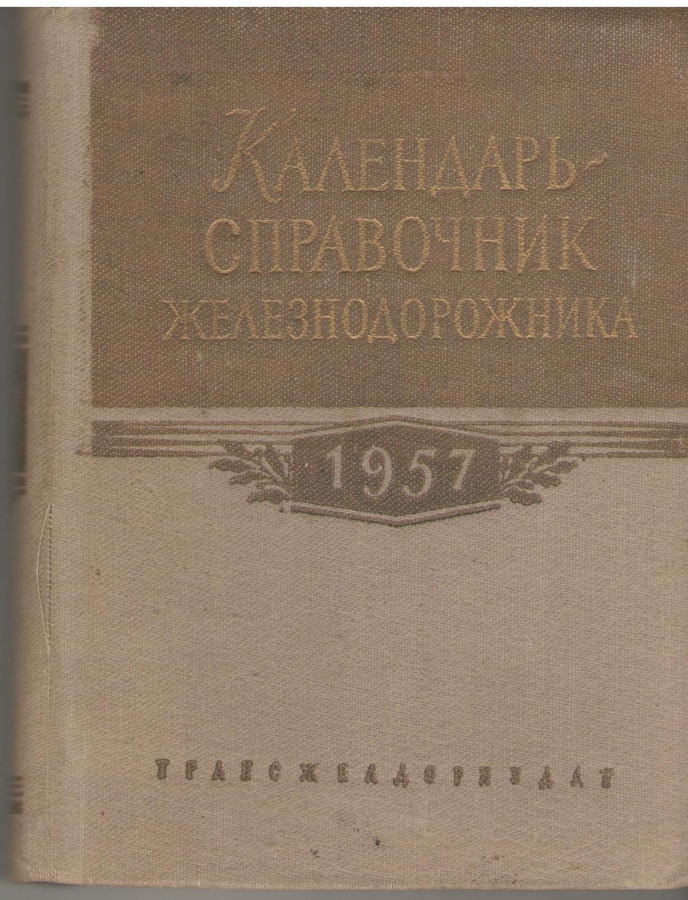 Календарь-
справочник
железнодорожника
1957
Трансжелдориздат